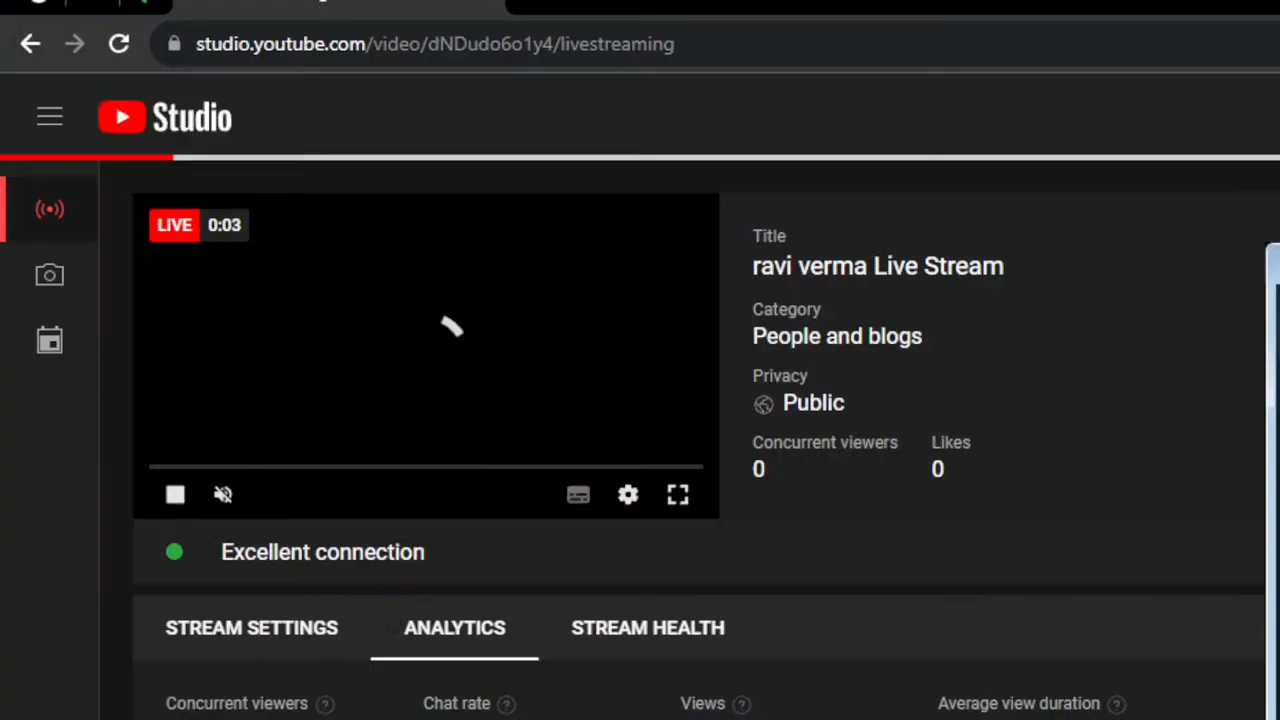 studio.youtube.com/video/dNDudo6o1y4/livestreaming
Studio
LIVE 0:03
Title
ravi verma Live Stream
Category
People and blogs
Privacy
Public
Concurrent viewers Likes
0 0
Excellent connection
STREAM SETTINGS ANALYTICS STREAM HEALTH
Concurrent viewers ? Chat rate ? Views ? Average view duration ?